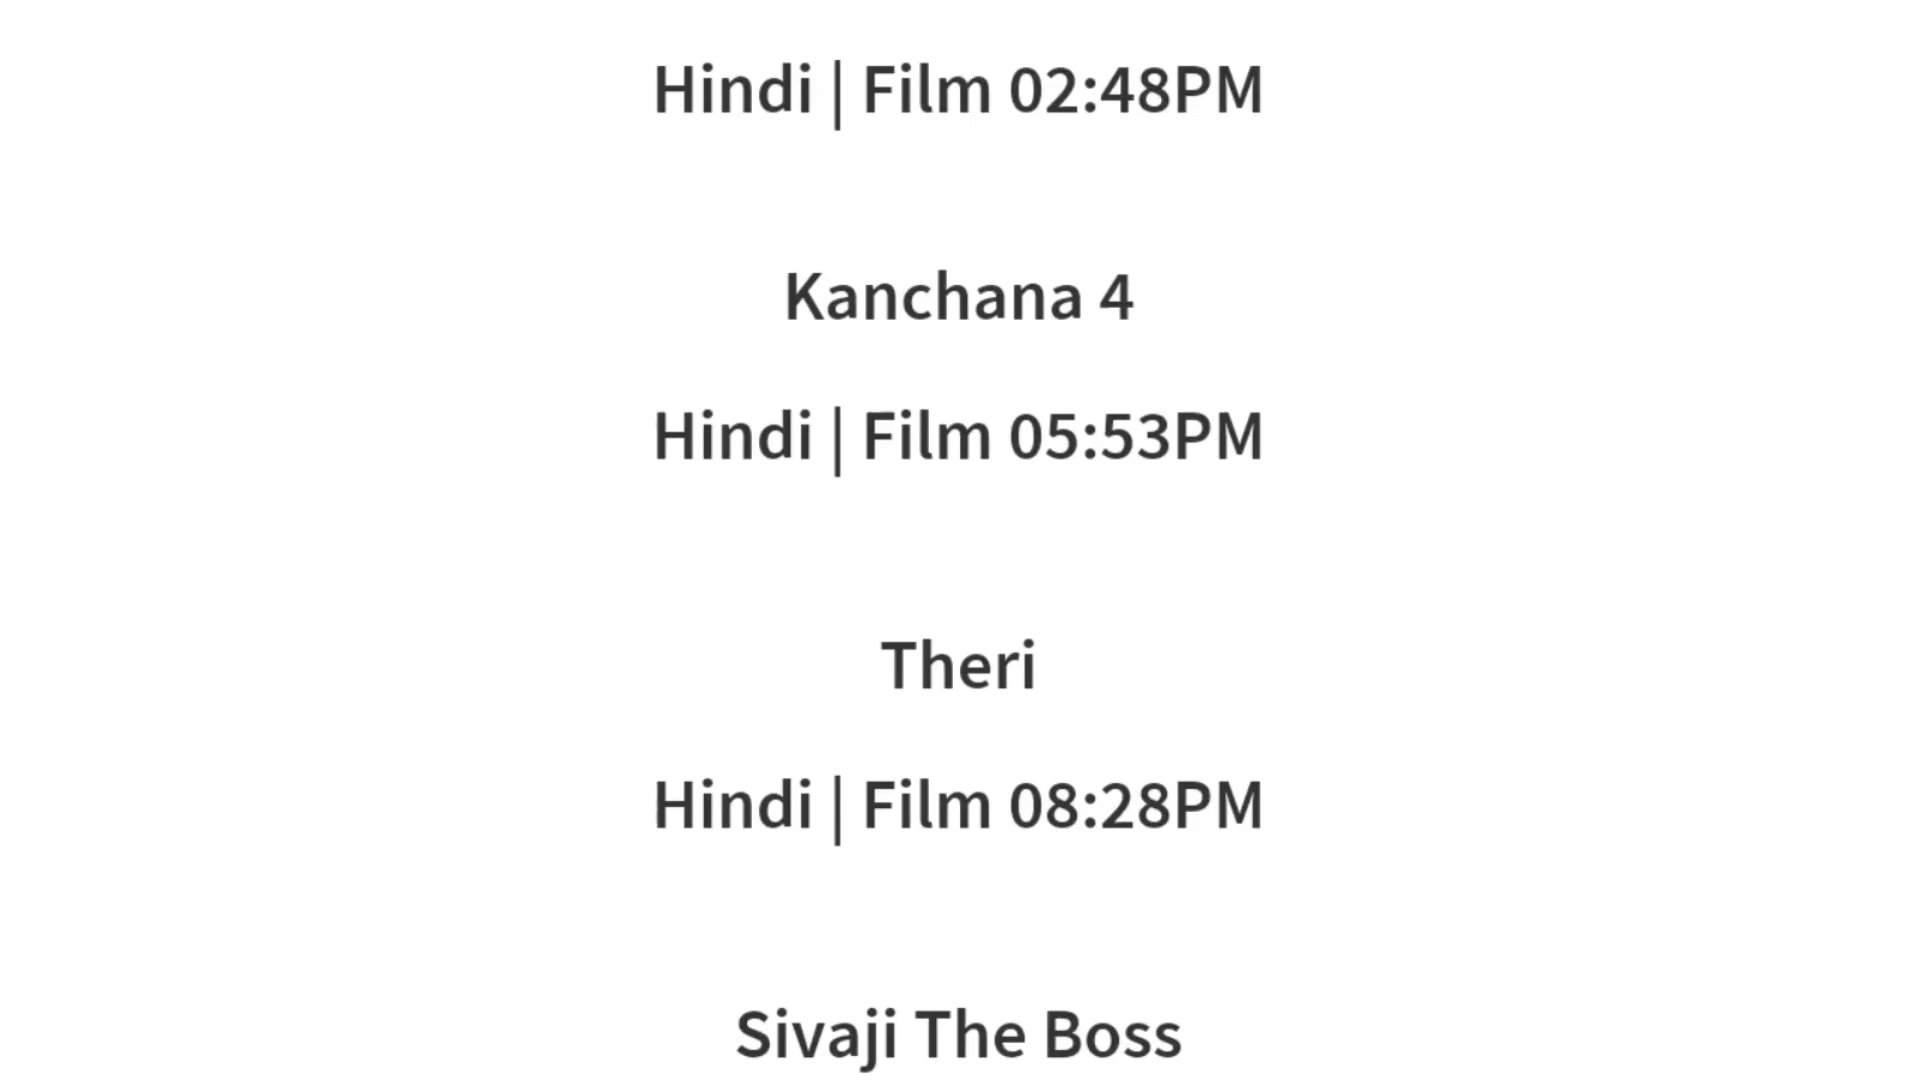 Hindi | Film 02:48PM
Kanchana 4
Hindi | Film 05:53PM
Theri
Hindi | Film 08:28PM
Sivaji The Boss